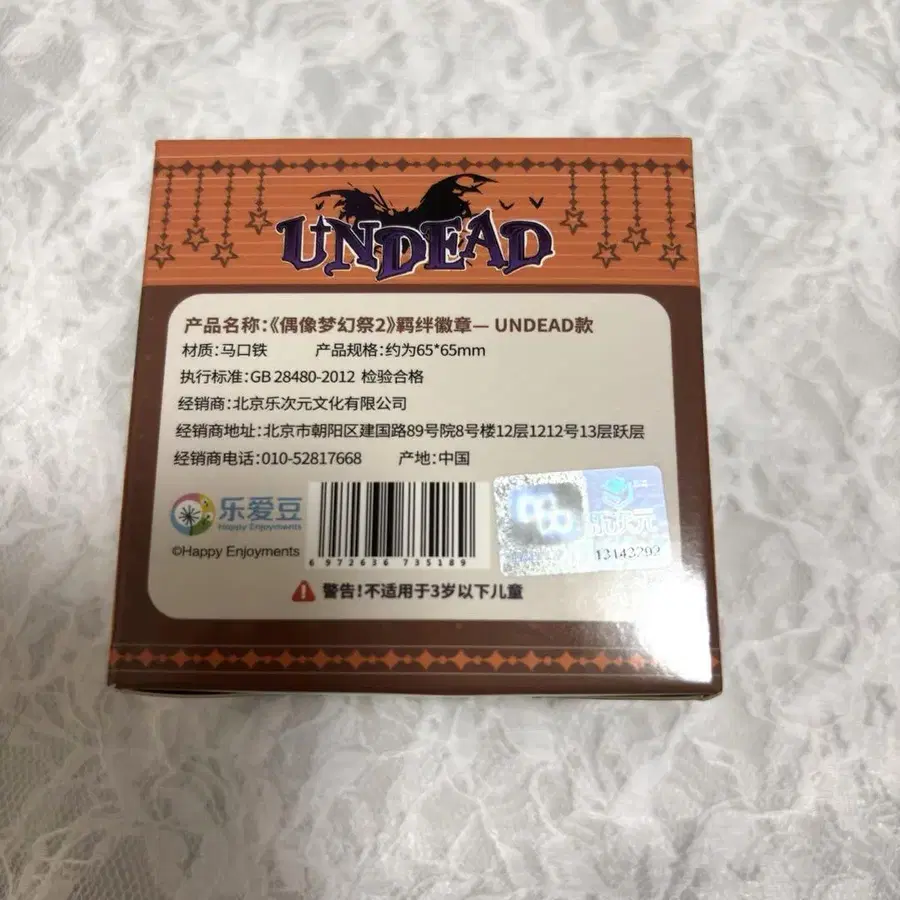 UNDEAD
产品名称:《偶像梦幻祭2》羁绊徽章— UNDEAD款
材质:马口铁 产品规格:约为65*65mm
执行标准:GB 28480-2012 检验合格
经销商:北京乐次元文化有限公司
经销商地址:北京市朝阳区建国路89号院8号楼12层1212号13层跃层
经销商电话:010-52817668 产地:中国
乐爱豆
Happy Enjoyments
©Happy Enjoyments
6 972636 735189
13443292
警告!不适用于3岁以下儿童